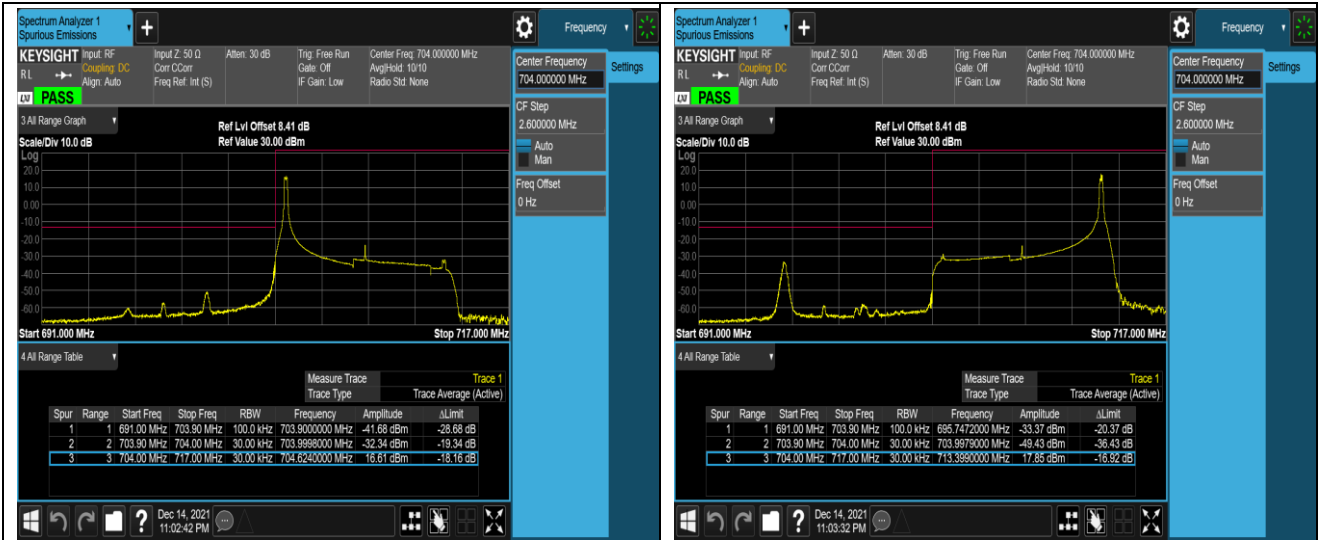 Spectrum Analyzer 1
Spurious Emissions
+
Frequency
KEYSIGHT Input: RF Input Z: 50 Ω Atten: 30 dB Trig: Free Run Center Freq: 704.000000 MHz
RL Coupling: DC Corr CCorr Gate: Off Avg|Hold: 10/10
Align: Auto Freq Ref: Int (S) IF Gain: Low Radio Std: None
LXI PASS
3 All Range Graph
Ref Lvl Offset 8.41 dB
Scale/Div 10.0 dB Ref Value 30.00 dBm
Log
20.0
10.0
0.00
-10.0
-20.0
-30.0
-40.0
-50.0
-60.0
Start 691.000 MHz Stop 717.000 MHz
4 All Range Table
Measure Trace Trace 1
Trace Type Trace Average (Active)
Spur Range Start Freq Stop Freq RBW Frequency Amplitude ΔLimit
1 1 691.00 MHz 703.90 MHz 100.0 kHz 703.9000000 MHz -41.68 dBm -28.68 dB
2 2 703.90 MHz 704.00 MHz 30.00 kHz 703.9998000 MHz -32.34 dBm -19.34 dB
3 3 704.00 MHz 717.00 MHz 30.00 kHz 704.6240000 MHz 16.61 dBm -18.16 dB
?
Dec 14, 2021
11:02:42 PM
Center Frequency
704.000000 MHz
Settings
CF Step
2.600000 MHz
Auto
Man
Freq Offset
0 Hz
Spectrum Analyzer 1
Spurious Emissions
+
Frequency
KEYSIGHT Input: RF Input Z: 50 Ω Atten: 30 dB Trig: Free Run Center Freq: 704.000000 MHz
RL Coupling: DC Corr CCorr Gate: Off Avg|Hold: 10/10
Align: Auto Freq Ref: Int (S) IF Gain: Low Radio Std: None
LXI PASS
3 All Range Graph
Ref Lvl Offset 8.41 dB
Scale/Div 10.0 dB Ref Value 30.00 dBm
Log
20.0
10.0
0.00
-10.0
-20.0
-30.0
-40.0
-50.0
-60.0
Start 691.000 MHz Stop 717.000 MHz
4 All Range Table
Measure Trace Trace 1
Trace Type Trace Average (Active)
Spur Range Start Freq Stop Freq RBW Frequency Amplitude ΔLimit
1 1 691.00 MHz 703.90 MHz 100.0 kHz 695.7472000 MHz -33.37 dBm -20.37 dB
2 2 703.90 MHz 704.00 MHz 30.00 kHz 703.9979000 MHz -49.43 dBm -36.43 dB
3 3 704.00 MHz 717.00 MHz 30.00 kHz 713.3990000 MHz 17.85 dBm -16.92 dB
?
Dec 14, 2021
11:03:32 PM
Center Frequency
704.000000 MHz
Settings
CF Step
2.600000 MHz
Auto
Man
Freq Offset
0 Hz